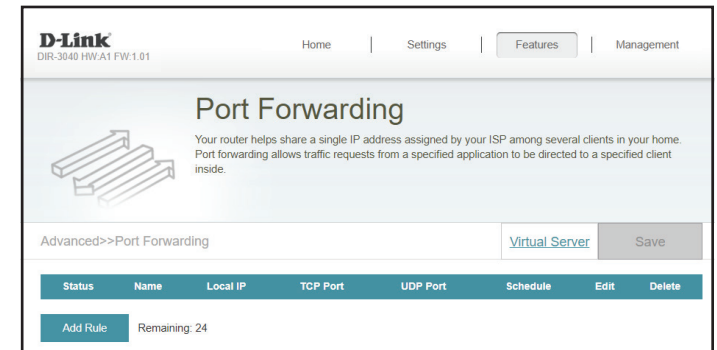 D-Link
DIR-3040 HW:A1 FW:1.01
Home | Settings | Features | Management
Port Forwarding
Your router helps share a single IP address assigned by your ISP among several clients in your home.
Port forwarding allows traffic requests from a specified application to be directed to a specified client
inside.
Advanced>>Port Forwarding Virtual Server Save
Status Name Local IP TCP Port UDP Port Schedule Edit Delete
Add Rule Remaining: 24